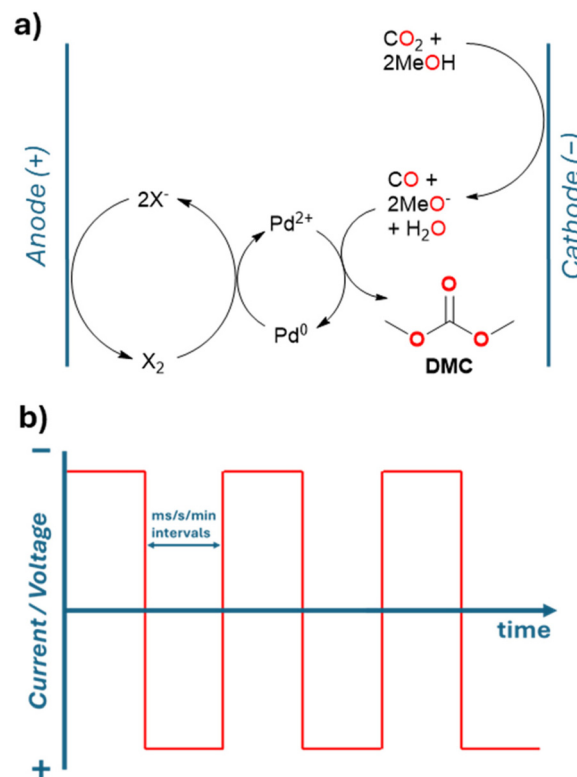 a)
CO₂ +
2MeOH
Anode (+)
Cathode (–)
2X⁻
Pd²⁺
CO +
2MeO⁻
+ H₂O
X₂
Pd⁰
O
O O
DMC
b)
–
ms/s/min
intervals
Current / Voltage
time
+